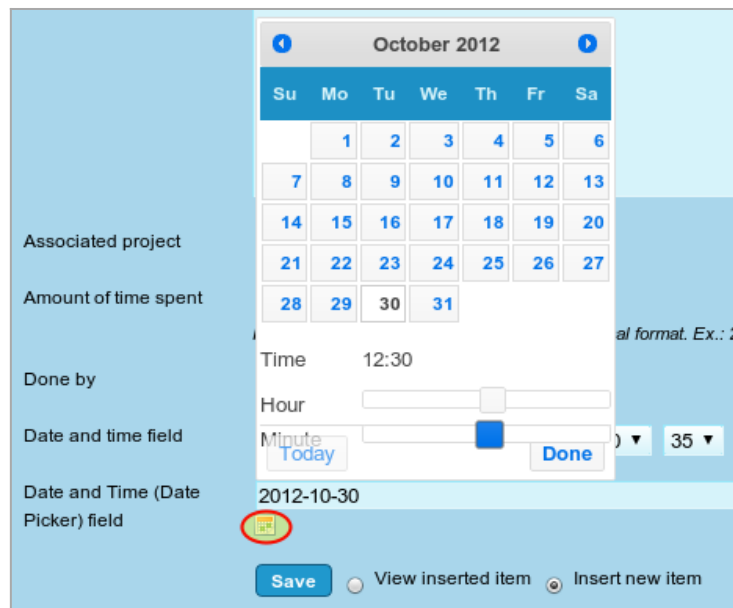 October 2012
Su Mo Tu We Th Fr Sa
1 2 3 4 5 6
7 8 9 10 11 12 13
14 15 16 17 18 19 20
Associated project
21 22 23 24 25 26 27
Amount of time spent
28 29 30 31
al format. Ex.: 2
Time 12:30
Done by
Hour
Date and time field
Minute
35
Today Done
Date and Time (Date
Picker) field
2012-10-30
Save View inserted item Insert new item